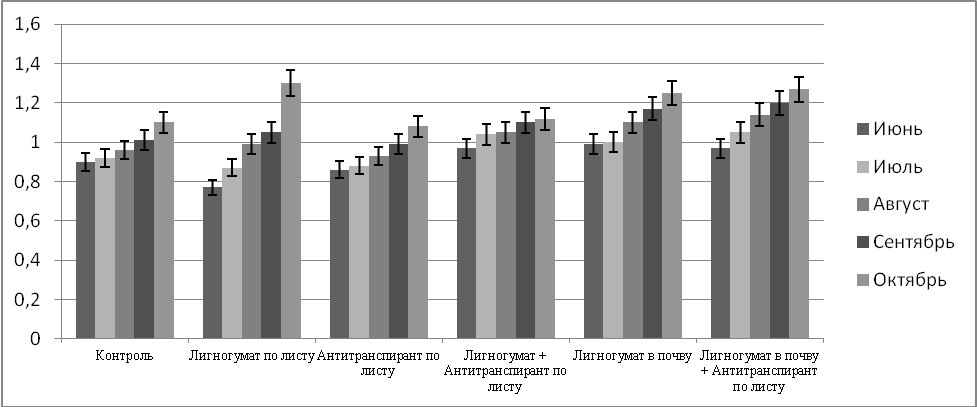 1,6
1,4
1,2
1
0,8
0,6
0,4
0,2
0
Контроль
Лигногумат по листу
Антитранспирант по
листу
Лигногумат +
Антитранспирант по
листу
Лигногумат в почву
Лигногумат в почву
+ Антитранспирант
по листу
Июнь
Июль
Август
Сентябрь
Октябрь